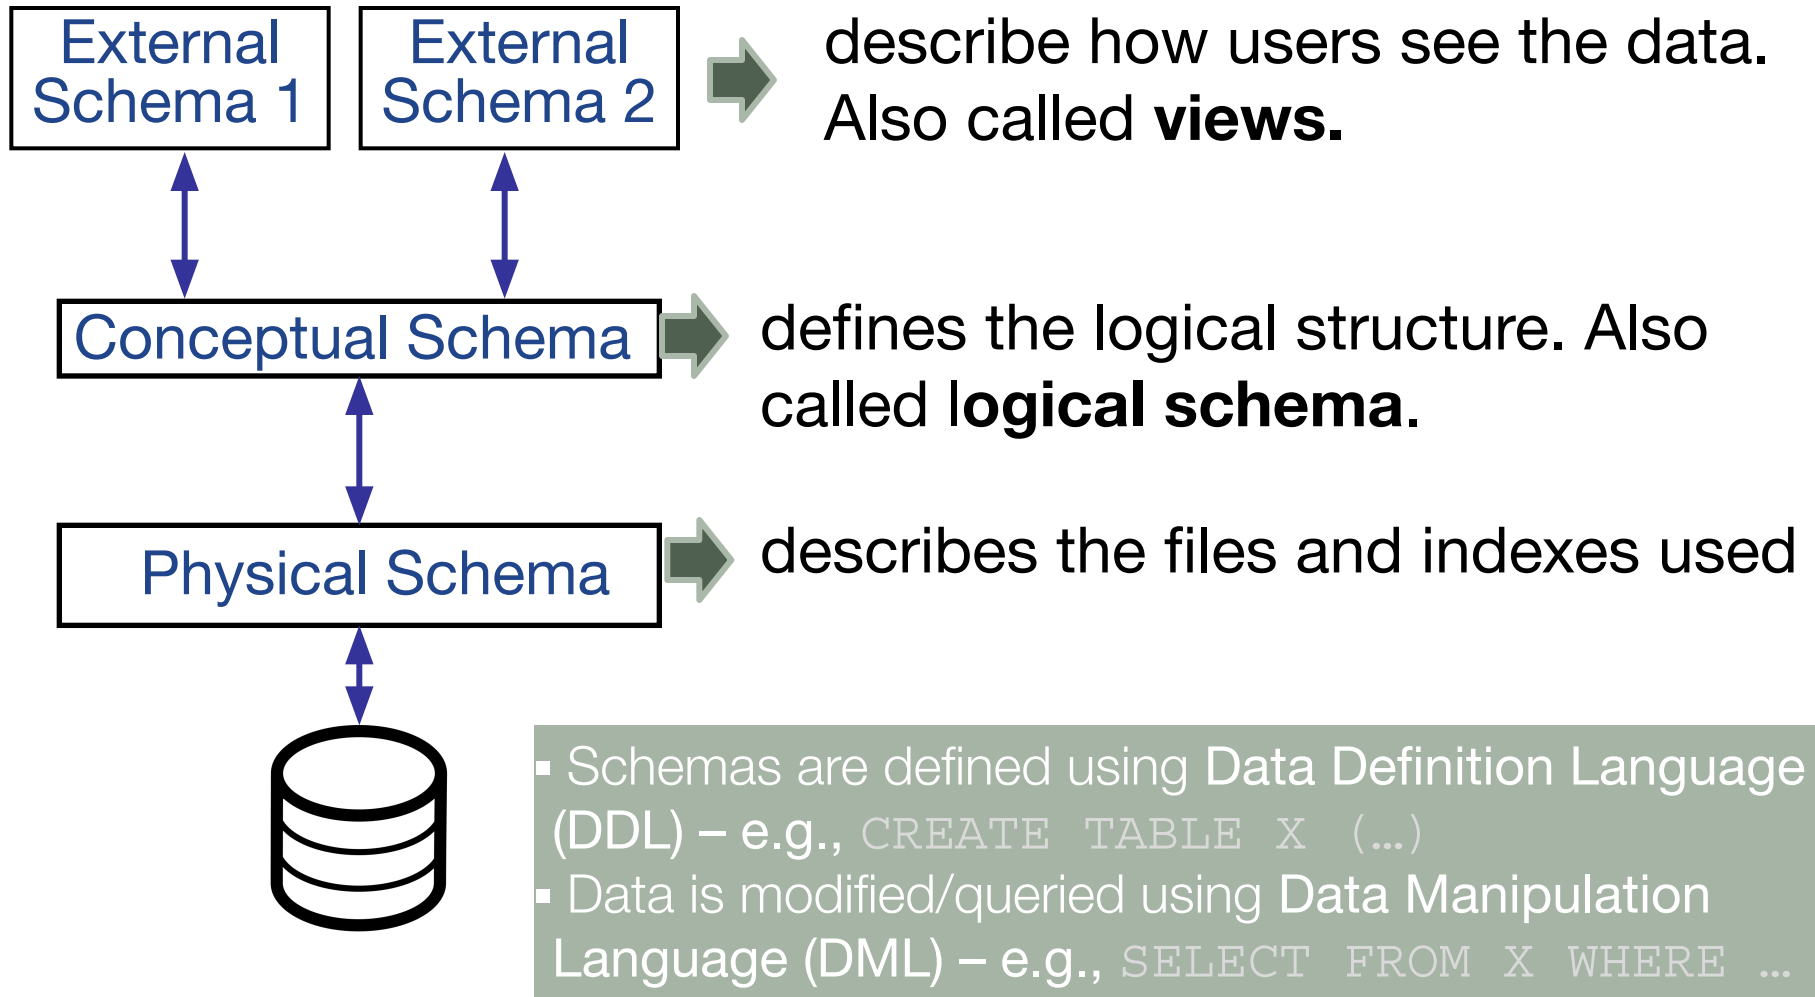 External
Schema 1
External
Schema 2
describe how users see the data.
Also called views.
Conceptual Schema
defines the logical structure. Also
called logical schema.
Physical Schema
describes the files and indexes used
▪ Schemas are defined using Data Definition Language
(DDL) – e.g., CREATE TABLE X (…)
▪ Data is modified/queried using Data Manipulation
Language (DML) – e.g., SELECT FROM X WHERE …